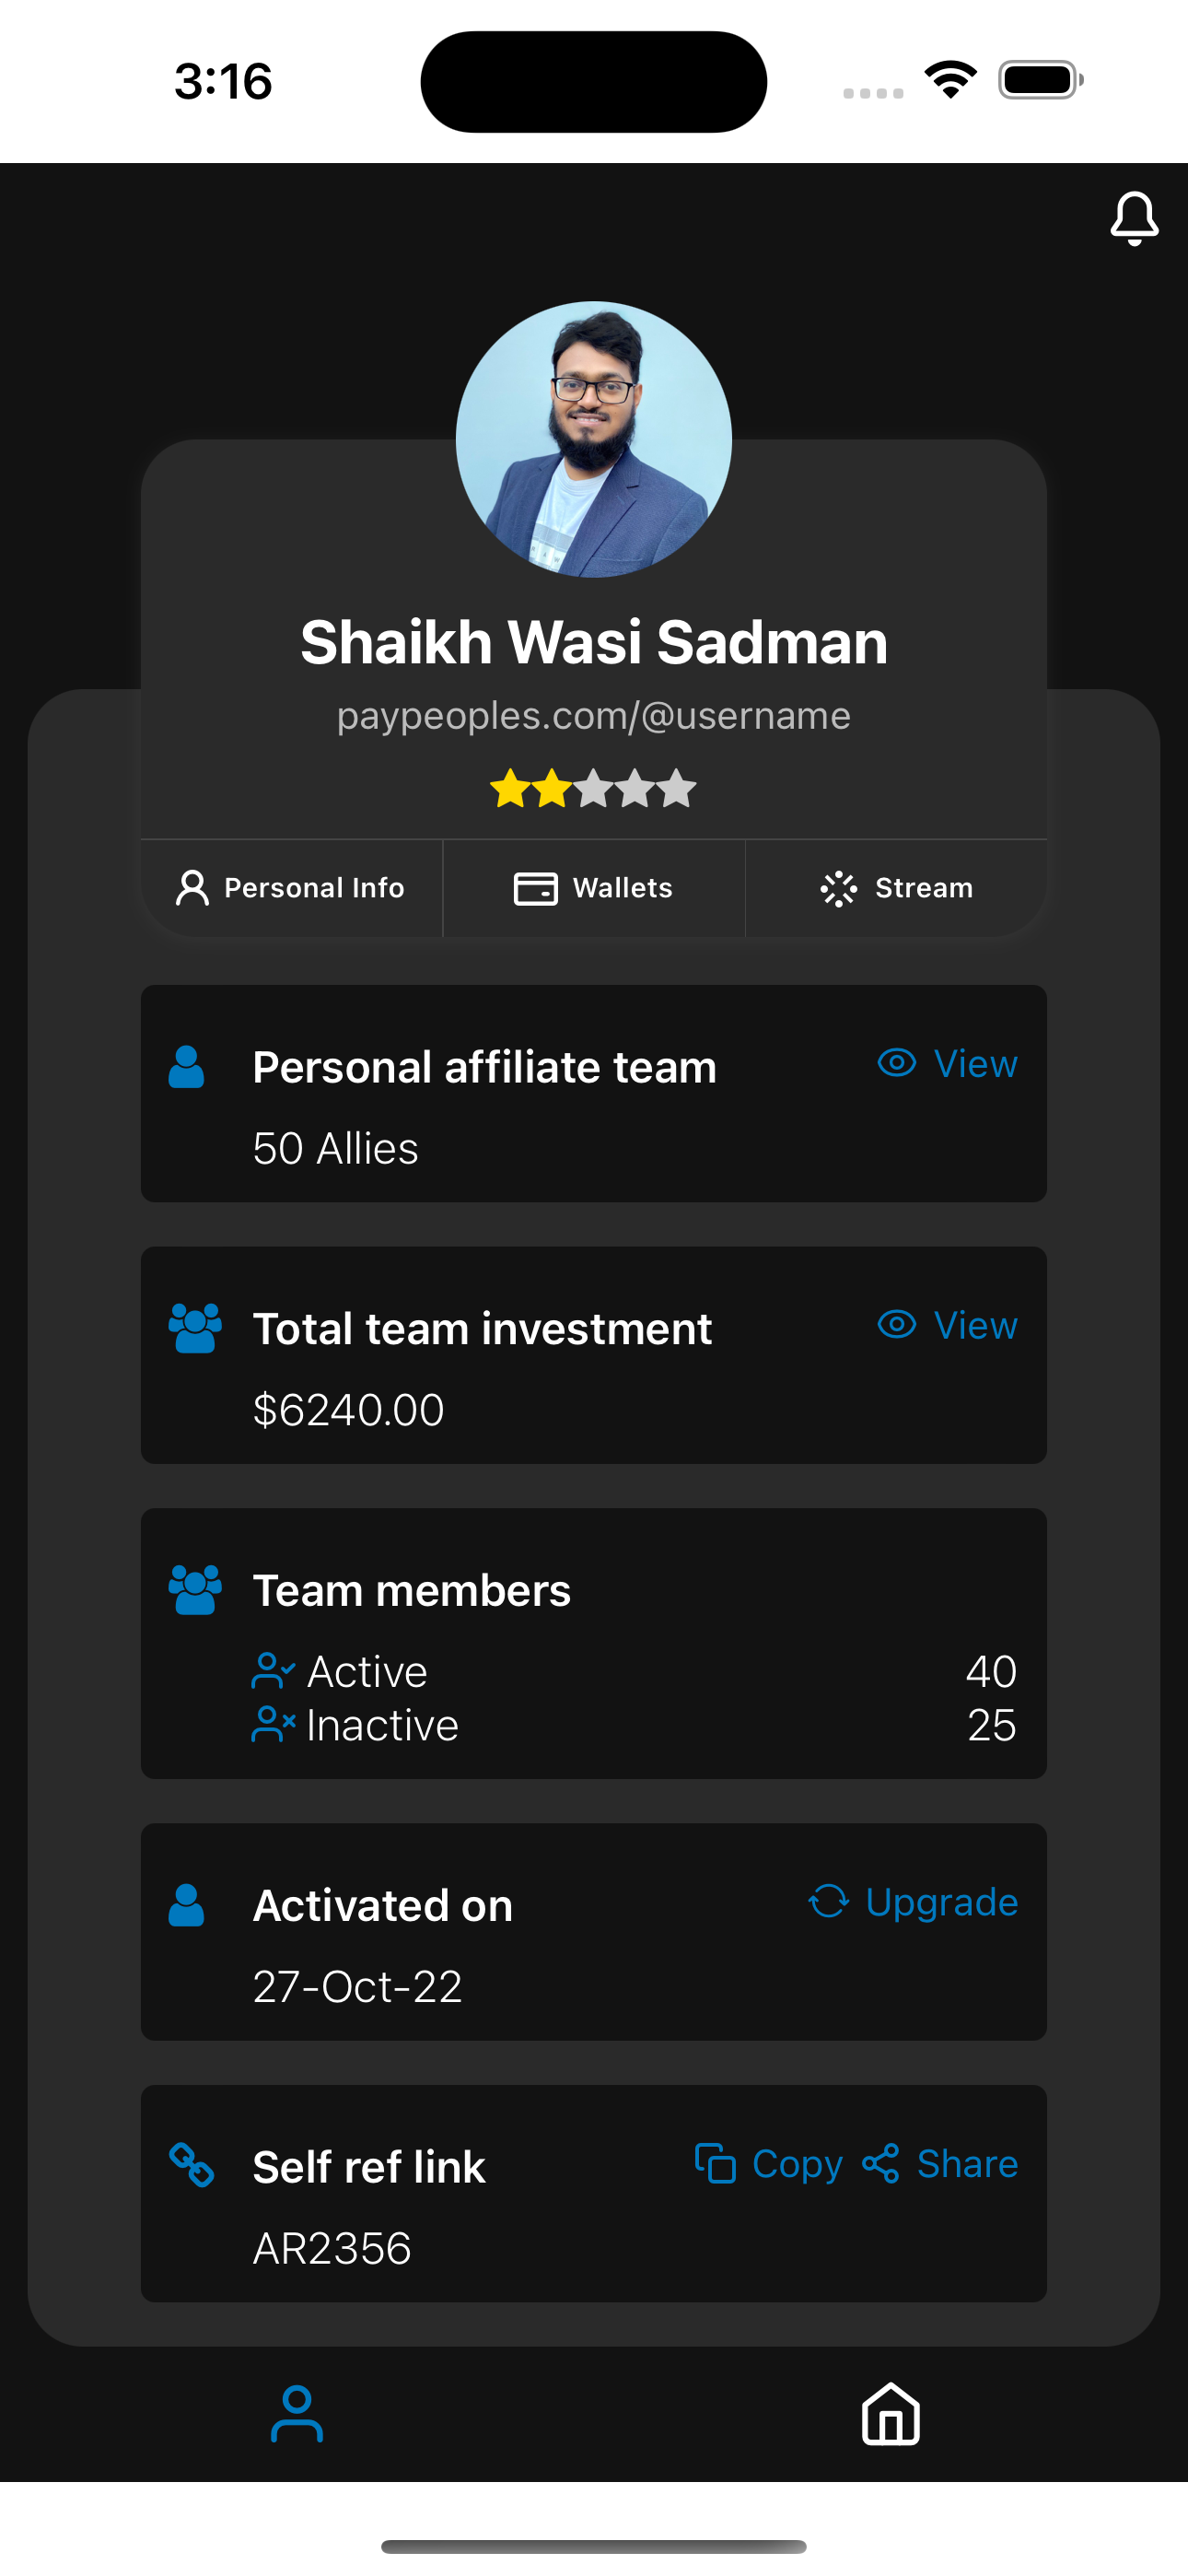 3:16
Shaikh Wasi Sadman
paypeoples.com/@username
Personal Info Wallets Stream
Personal affiliate team View
50 Allies
Total team investment View
$6240.00
Team members
Active 40
Inactive 25
Activated on Upgrade
27-Oct-22
Self ref link Copy Share
AR2356